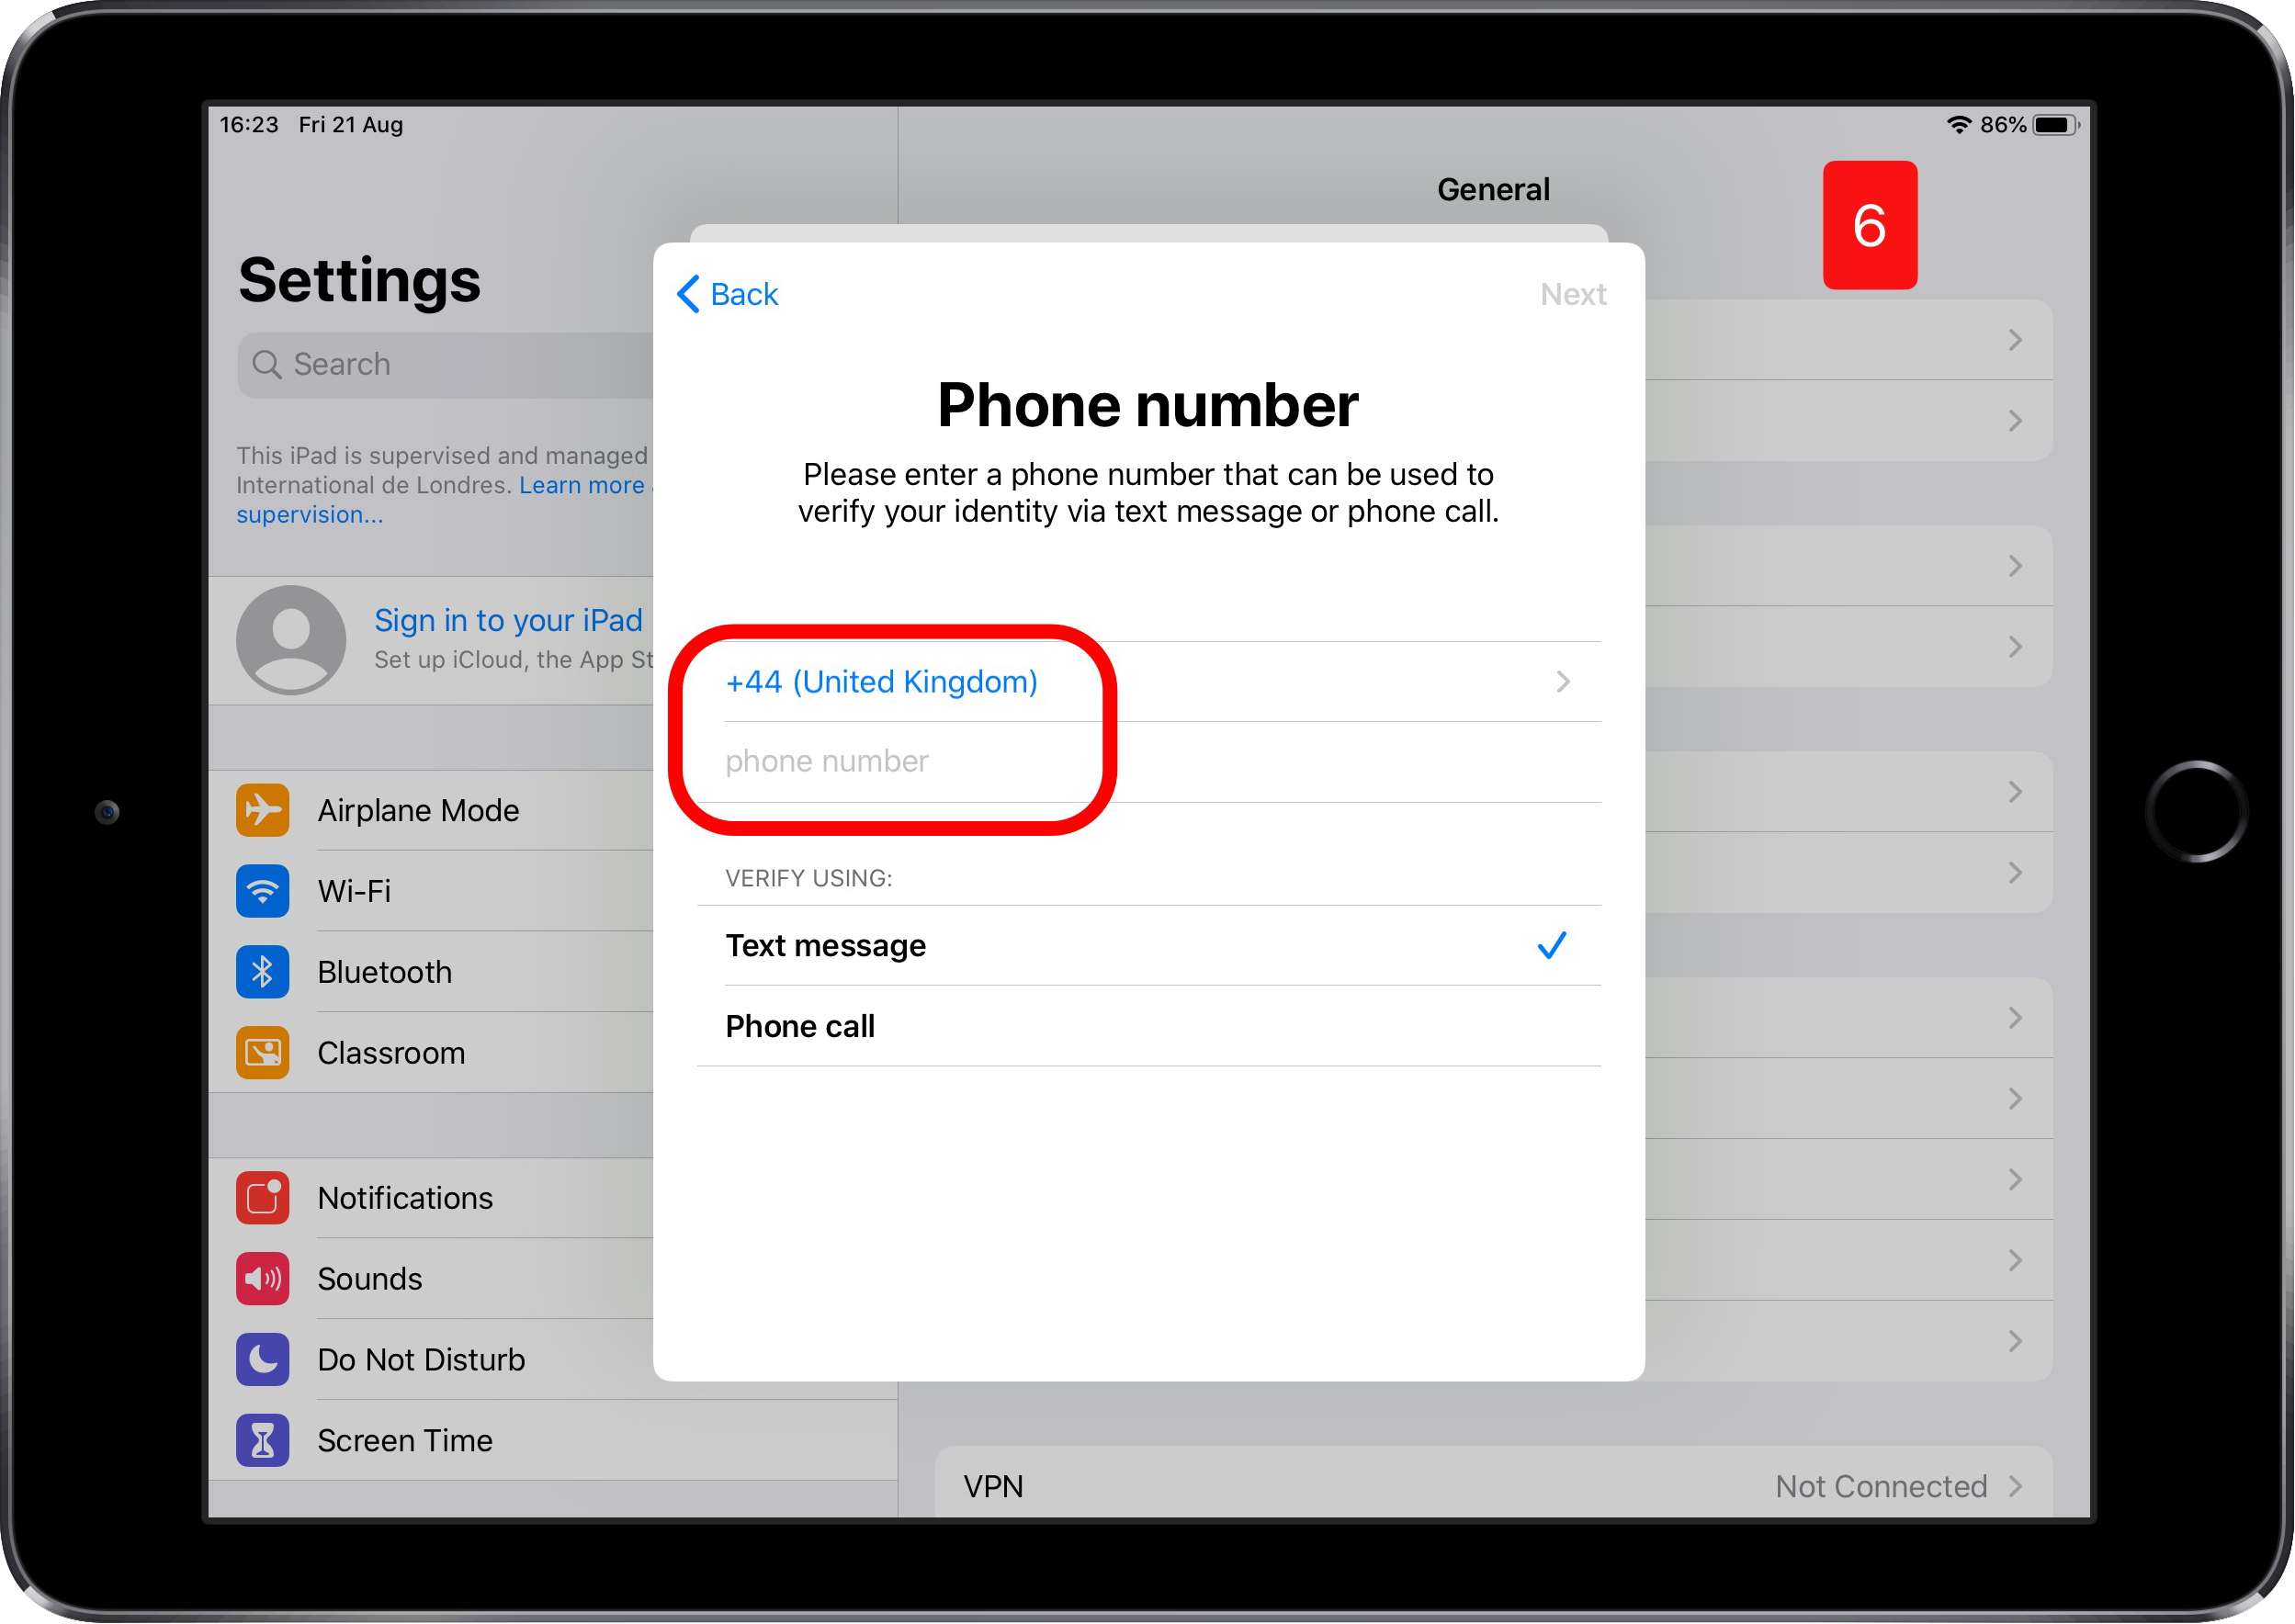 16:23 Fri 21 Aug
86%
General
6
Settings
Search
This iPad is supervised and managed
International de Londres. Learn more
supervision...
Sign in to your iPad
Set up iCloud, the App St
Airplane Mode
Wi-Fi
Bluetooth
Classroom
Notifications
Sounds
Do Not Disturb
Screen Time
Back
Next
Phone number
Please enter a phone number that can be used to
verify your identity via text message or phone call.
+44 (United Kingdom)
phone number
VERIFY USING:
Text message
Phone call
VPN
Not Connected